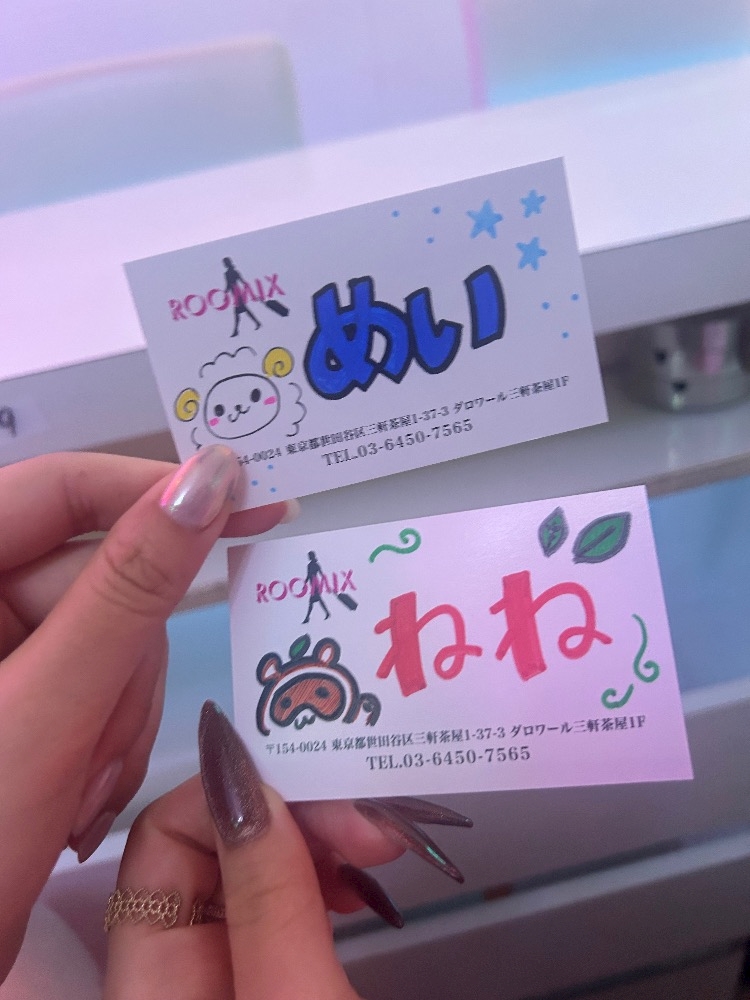 ROOMIX
めい
54-0024 東京都世田谷区三軒茶屋1-37-3 ダロワール三軒茶屋1F
TEL.03-6450-7565
ROOMIX
ねね
〒154-0024 東京都世田谷区三軒茶屋1-37-3 ダロワール三軒茶屋1F
TEL.03-6450-7565
9